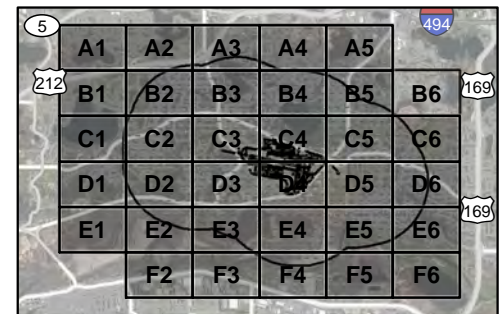 5
494
A1 A2 A3 A4 A5
212
B1 B2 B3 B4 B5 B6
169
C1 C2 C3 C4 C5 C6
D1 D2 D3 D4 D5 D6
169
E1 E2 E3 E4 E5 E6
F2 F3 F4 F5 F6